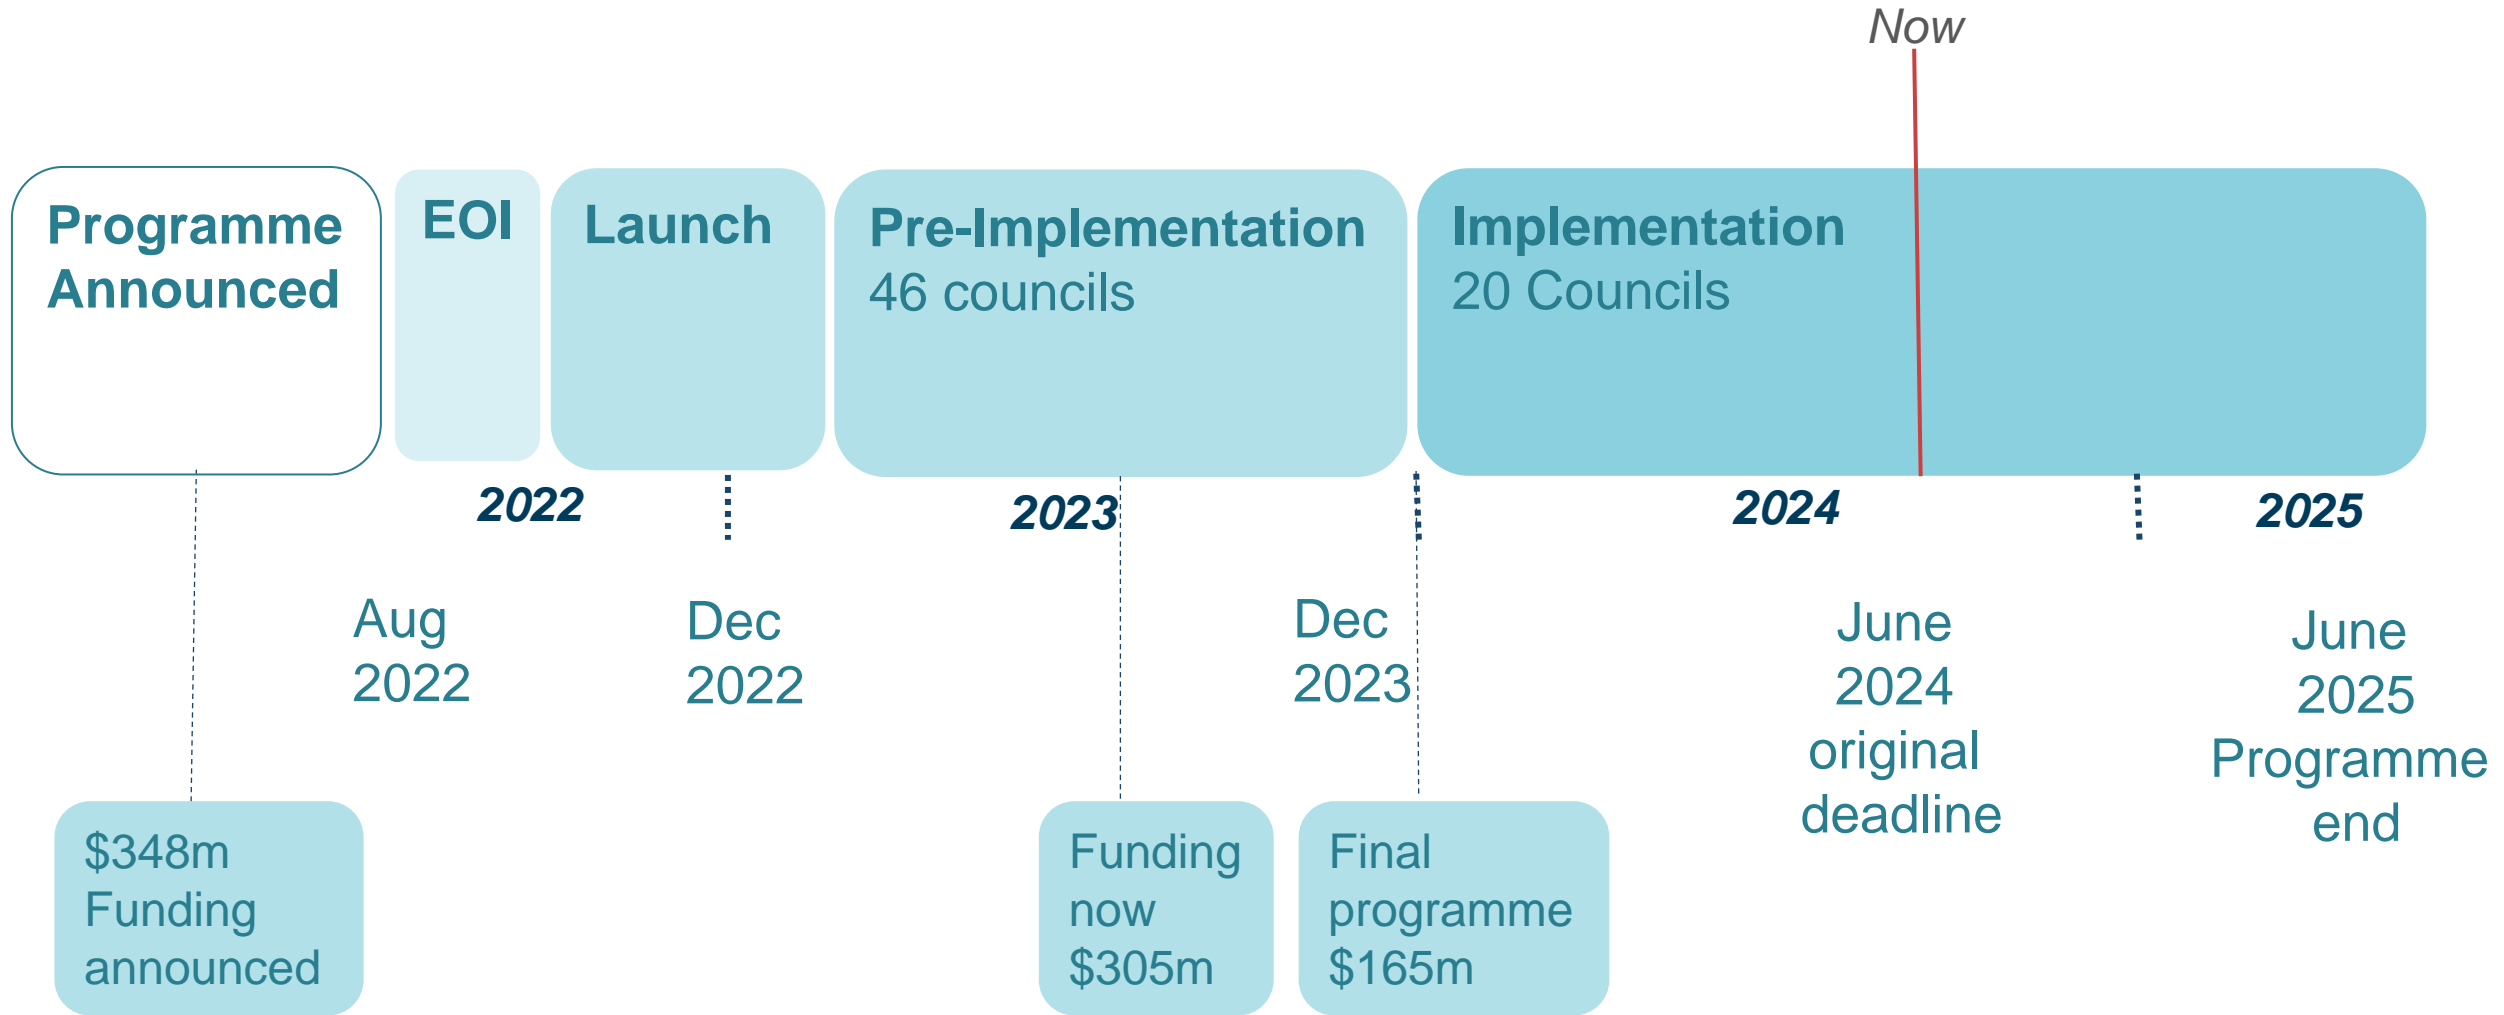 Now
Programme
Announced
EOI
Launch
Pre-Implementation
46 councils
Implementation
20 Councils
2022
2023
2024
2025
Aug
2022
Dec
2022
Dec
2023
June
2024
original
deadline
June
2025
Programme
end
$348m
Funding
announced
Funding
now
$305m
Final
programme
$165m